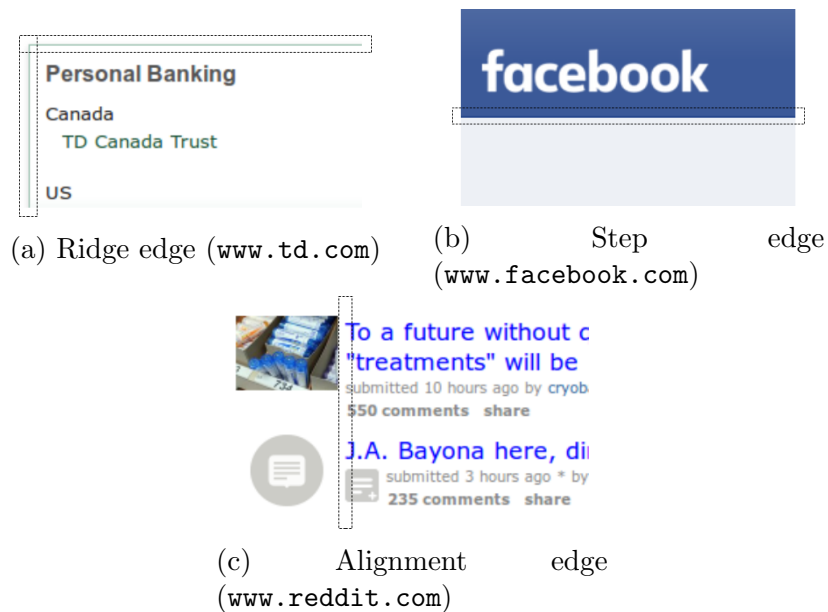 Personal Banking
Canada
TD Canada Trust
US
(a) Ridge edge (www.td.com)
facebook
(b) Step edge
(www.facebook.com)
734
To a future without c
"treatments" will be
submitted 10 hours ago by cryob
550 comments share
J.A. Bayona here, di
submitted 3 hours ago * by
235 comments share
(c) Alignment edge
(www.reddit.com)